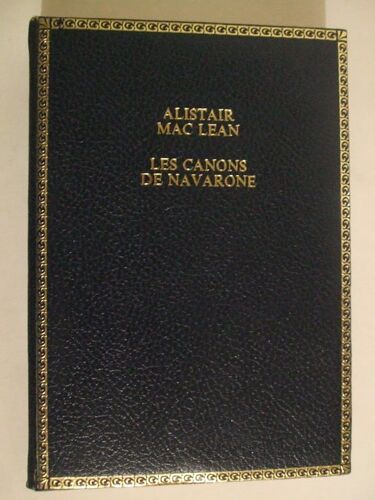 ALISTAIR
MAC LEAN
LES CANONS
DE NAVARONE